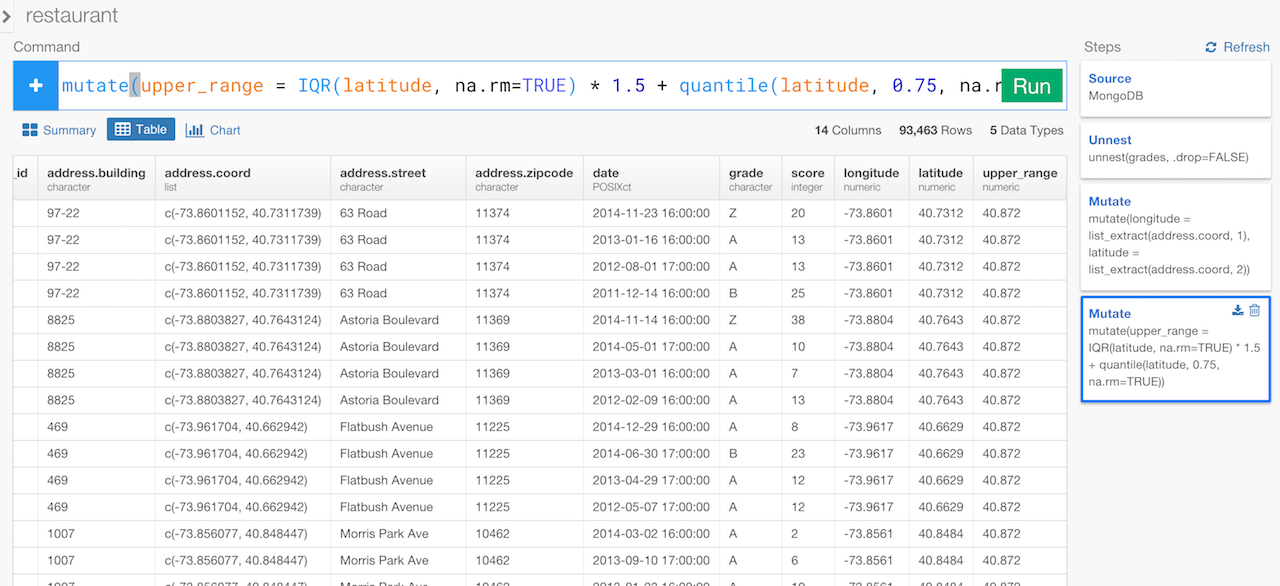 restaurant
Command
Steps
Refresh
+ mutate(upper_range = IQR(latitude, na.rm=TRUE) * 1.5 + quantile(latitude, 0.75, na.r Run
Summary Table Chart 14 Columns 93,463 Rows 5 Data Types
_id address.building address.coord address.street address.zipcode date grade score longitude latitude upper_range
character list character character POSIXct character integer numeric numeric numeric
97-22 c(-73.8601152, 40.7311739) 63 Road 11374 2014-11-23 16:00:00 Z 20 -73.8601 40.7312 40.872
97-22 c(-73.8601152, 40.7311739) 63 Road 11374 2013-01-16 16:00:00 A 13 -73.8601 40.7312 40.872
97-22 c(-73.8601152, 40.7311739) 63 Road 11374 2012-08-01 17:00:00 A 13 -73.8601 40.7312 40.872
97-22 c(-73.8601152, 40.7311739) 63 Road 11374 2011-12-14 16:00:00 B 25 -73.8601 40.7312 40.872
8825 c(-73.8803827, 40.7643124) Astoria Boulevard 11369 2014-11-14 16:00:00 Z 38 -73.8804 40.7643 40.872
8825 c(-73.8803827, 40.7643124) Astoria Boulevard 11369 2014-05-01 17:00:00 A 10 -73.8804 40.7643 40.872
8825 c(-73.8803827, 40.7643124) Astoria Boulevard 11369 2013-03-01 16:00:00 A 7 -73.8804 40.7643 40.872
8825 c(-73.8803827, 40.7643124) Astoria Boulevard 11369 2012-02-09 16:00:00 A 13 -73.8804 40.7643 40.872
469 c(-73.961704, 40.662942) Flatbush Avenue 11225 2014-12-29 16:00:00 A 8 -73.9617 40.6629 40.872
469 c(-73.961704, 40.662942) Flatbush Avenue 11225 2014-06-30 17:00:00 B 23 -73.9617 40.6629 40.872
469 c(-73.961704, 40.662942) Flatbush Avenue 11225 2013-04-29 17:00:00 A 12 -73.9617 40.6629 40.872
469 c(-73.961704, 40.662942) Flatbush Avenue 11225 2012-05-07 17:00:00 A 12 -73.9617 40.6629 40.872
1007 c(-73.856077, 40.848447) Morris Park Ave 10462 2014-03-02 16:00:00 A 2 -73.8561 40.8484 40.872
1007 c(-73.856077, 40.848447) Morris Park Ave 10462 2013-09-10 17:00:00 A 6 -73.8561 40.8484 40.872
Source
MongoDB
Unnest
unnest(grades, .drop=FALSE)
Mutate
mutate(longitude =
list_extract(address.coord, 1),
latitude =
list_extract(address.coord, 2))
Mutate
mutate(upper_range =
IQR(latitude, na.rm=TRUE) * 1.5
+ quantile(latitude, 0.75,
na.rm=TRUE))